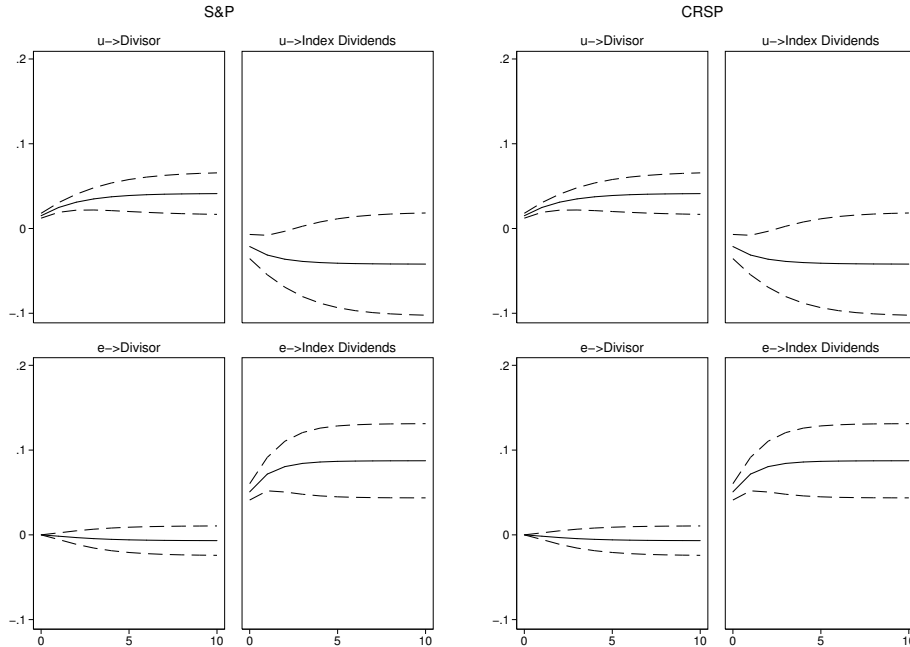 S&P
CRSP
u−>Divisor
u−>Index Dividends
u−>Divisor
u−>Index Dividends
.2
.1
0
−.1
.2
.1
0
−.1
e−>Divisor
e−>Index Dividends
e−>Divisor
e−>Index Dividends
.2
.1
0
−.1
.2
.1
0
−.1
0 5 10 0 5 10 0 5 10 0 5 10